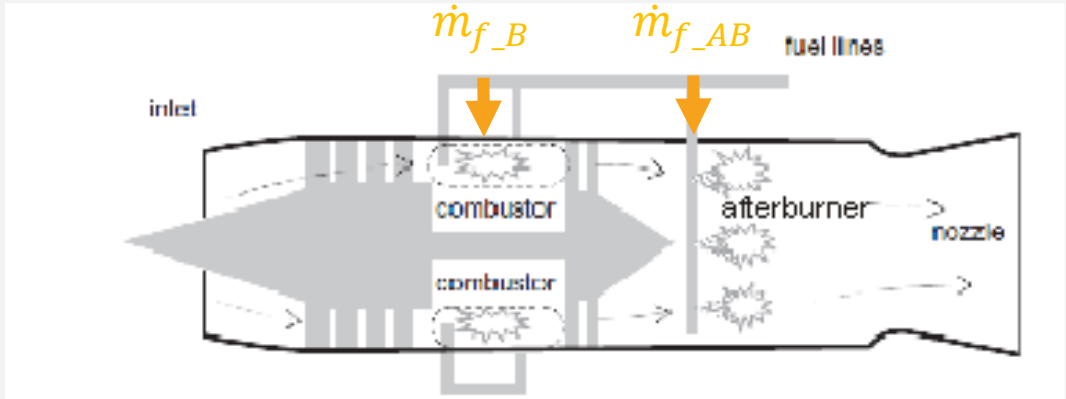 ṁf_B
ṁf_AB
fuel lines
inlet
combustor
afterburner
nozzle
combustor